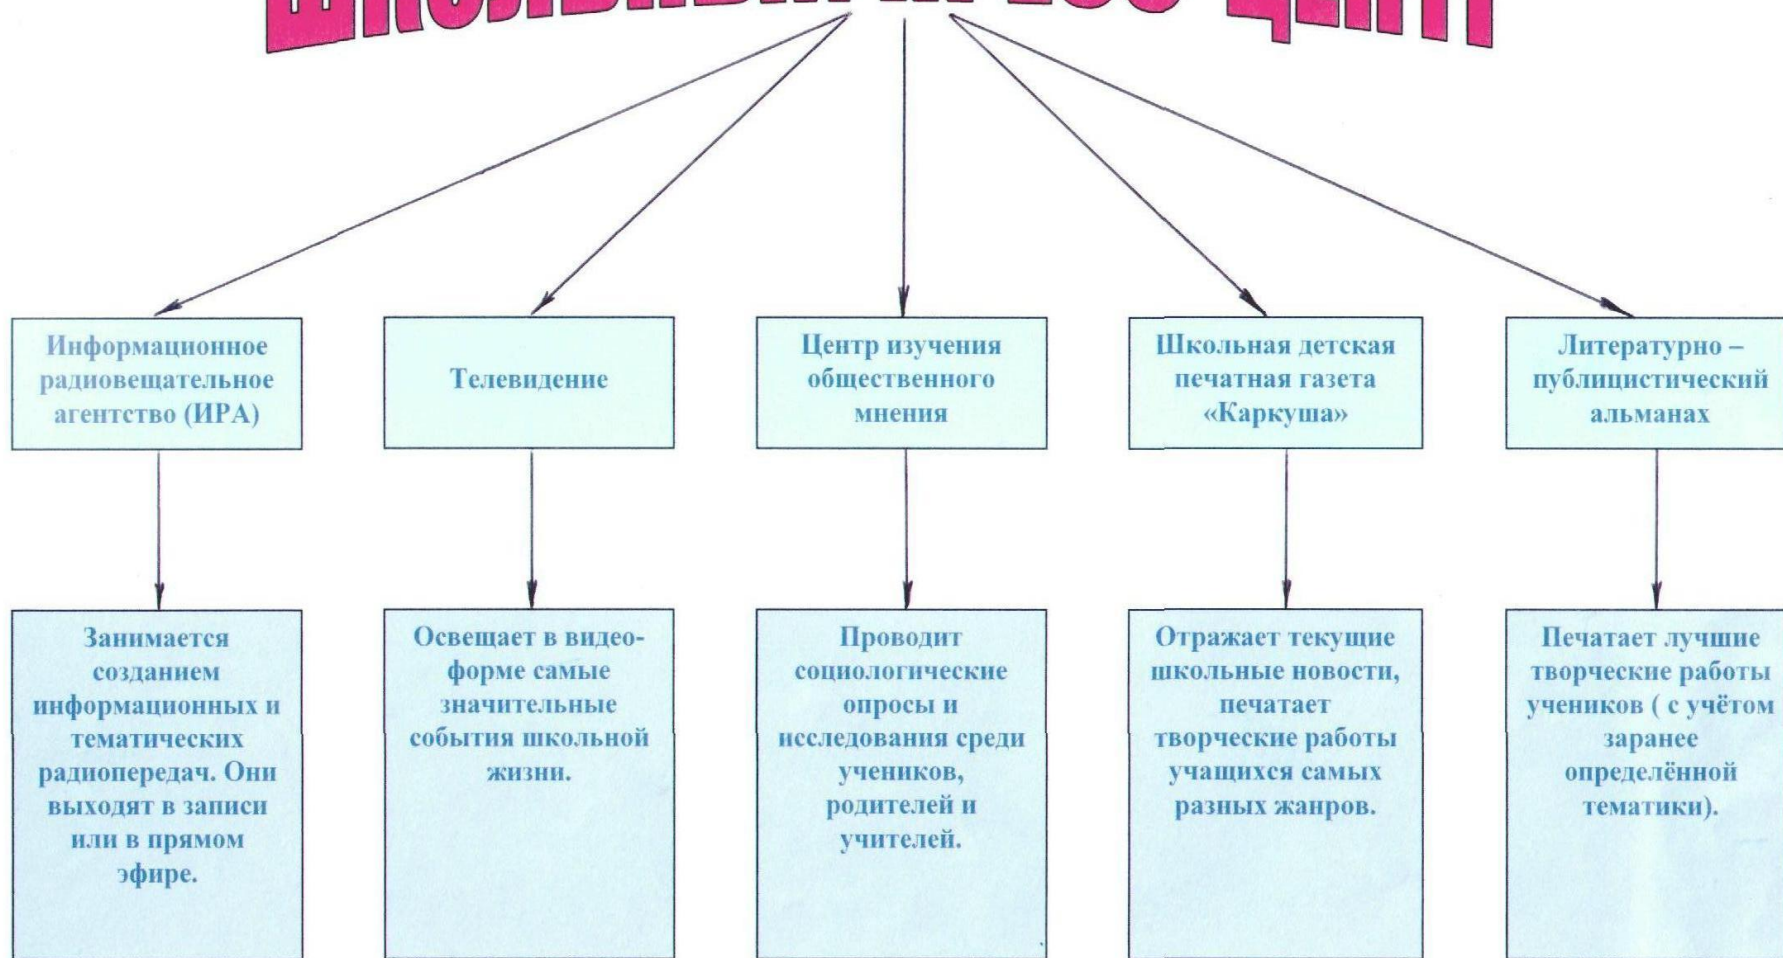 ШКОЛЬНЫЙ ПРЕСС-ЦЕНТР
Информационное
радиовещательное
агентство (ИРА)
Телевидение
Центр изучения
общественного
мнения
Школьная детская
печатная газета
«Каркуша»
Литературно –
публицистический
альманах
Занимается
созданием
информационных и
тематических
радиопередач. Они
выходят в записи
или в прямом
эфире.
Освещает в видео-
форме самые
значительные
события школьной
жизни.
Проводит
социологические
опросы и
исследования среди
учеников,
родителей и
учителей.
Отражает текущие
школьные новости,
печатает
творческие работы
учащихся самых
разных жанров.
Печатает лучшие
творческие работы
учеников ( с учётом
заранее
определённой
тематики).